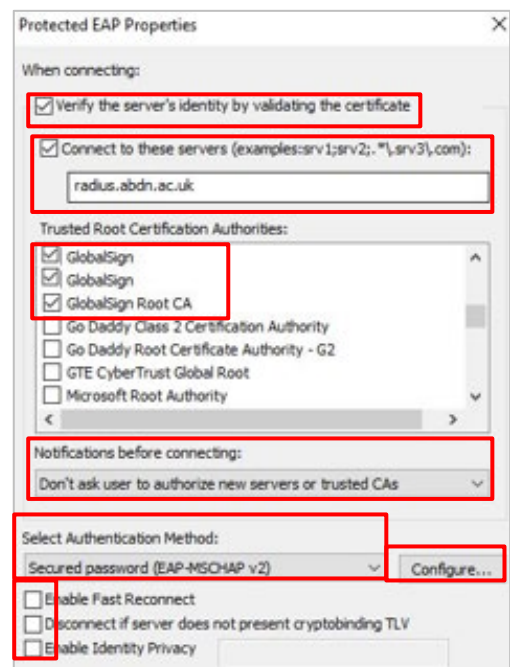 Protected EAP Properties
When connecting:
Verify the server's identity by validating the certificate
Connect to these servers (examples:srv1;srv2;.*\.srv3\.com):
radius.abdn.ac.uk
Trusted Root Certification Authorities:
GlobalSign
GlobalSign
GlobalSign Root CA
Go Daddy Class 2 Certification Authority
Go Daddy Root Certificate Authority - G2
GTE CyberTrust Global Root
Microsoft Root Authority
Notifications before connecting:
Don't ask user to authorize new servers or trusted CAs
Select Authentication Method:
Secured password (EAP-MSCHAP v2) Configure...
Enable Fast Reconnect
Disconnect if server does not present cryptobinding TLV
Enable Identity Privacy